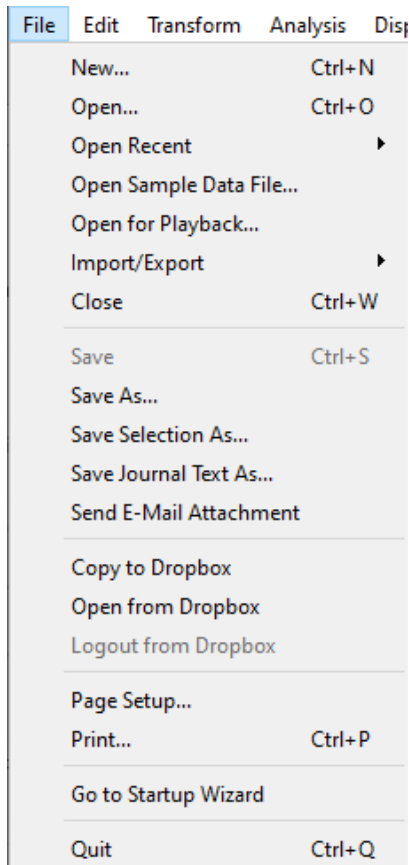 File Edit Transform Analysis Disp
New... Ctrl+N
Open... Ctrl+O
Open Recent
Open Sample Data File...
Open for Playback...
Import/Export
Close Ctrl+W
Save Ctrl+S
Save As...
Save Selection As...
Save Journal Text As...
Send E-Mail Attachment
Copy to Dropbox
Open from Dropbox
Logout from Dropbox
Page Setup...
Print... Ctrl+P
Go to Startup Wizard
Quit Ctrl+Q